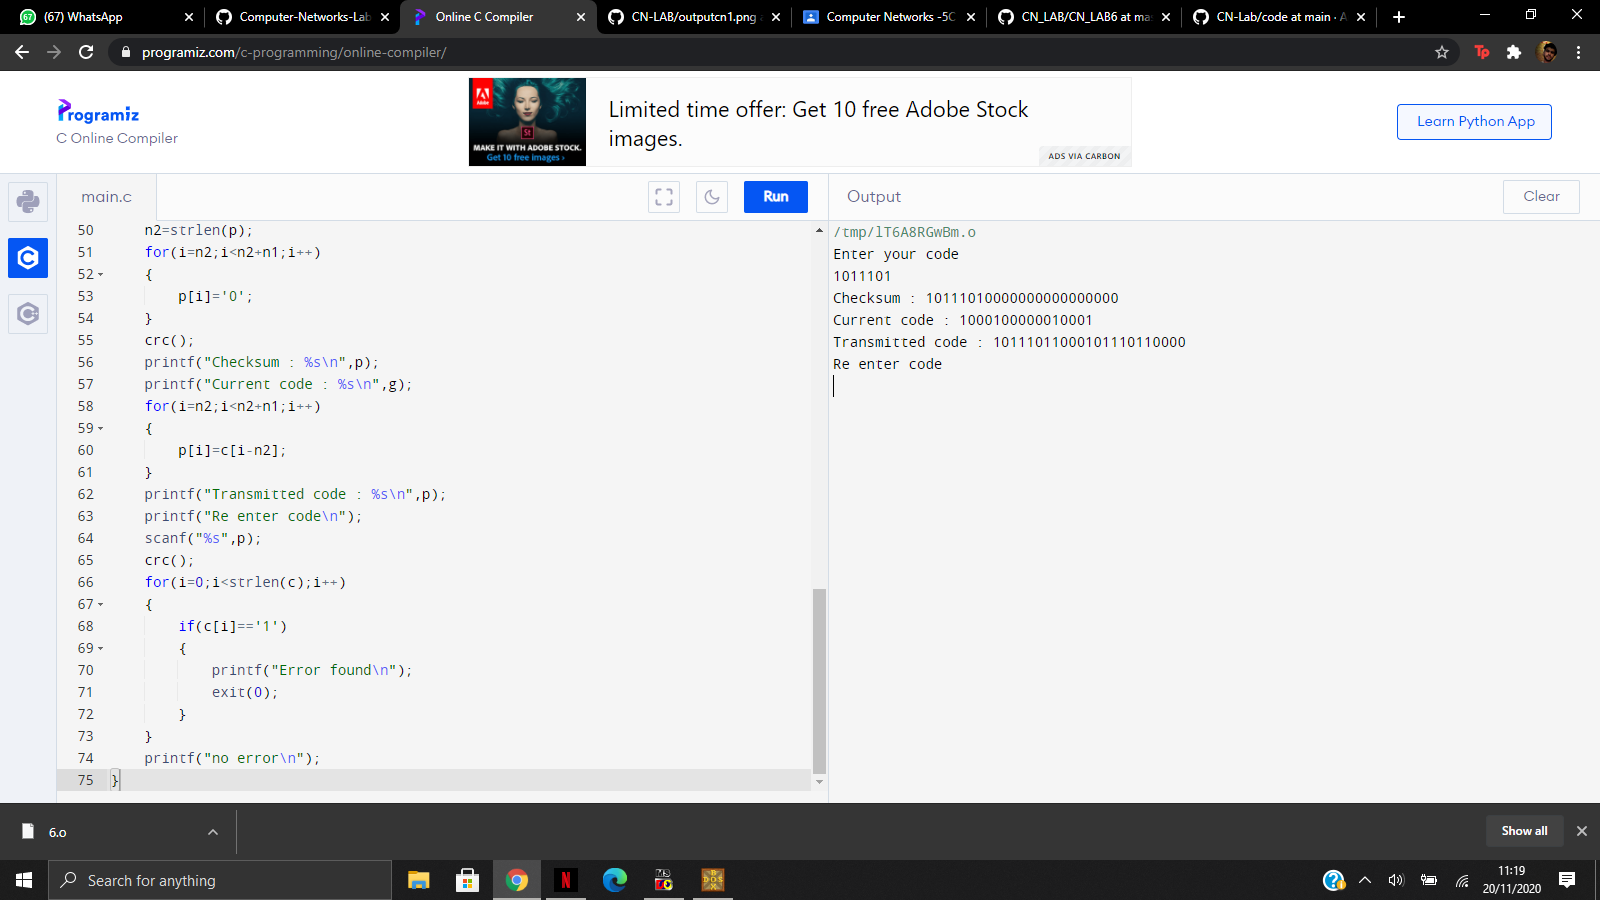 67
(67) WhatsApp
Computer-Networks-Lab
Online C Compiler
CN-LAB/outputcn1.png a
Computer Networks -5C
CN_LAB/CN_LAB6 at ma
CN-Lab/code at main · A
programiz.com/c-programming/online-compiler/
Tp
Programiz
C Online Compiler
Adobe
St
MAKE IT WITH ADOBE STOCK.
Get 10 free images ›
Limited time offer: Get 10 free Adobe Stock
images.
ADS VIA CARBON
Learn Python App
main.c
Run
Output
Clear
50 n2=strlen(p);
51 for(i=n2;i<n2+n1;i++)
52 {
53 p[i]='0';
54 }
55 crc();
56 printf("Checksum : %s\n",p);
57 printf("Current code : %s\n",g);
58 for(i=n2;i<n2+n1;i++)
59 {
60 p[i]=c[i-n2];
61 }
62 printf("Transmitted code : %s\n",p);
63 printf("Re enter code\n");
64 scanf("%s",p);
65 crc();
66 for(i=0;i<strlen(c);i++)
67 {
68 if(c[i]=='1')
69 {
70 printf("Error found\n");
71 exit(0);
72 }
73 }
74 printf("no error\n");
75 }
/tmp/lT6A8RGwBm.o
Enter your code
1011101
Checksum : 10111010000000000000000
Current code : 1000100000010001
Transmitted code : 10111011000101110110000
Re enter code
6.o
Show all
Search for anything
11:19
20/11/2020